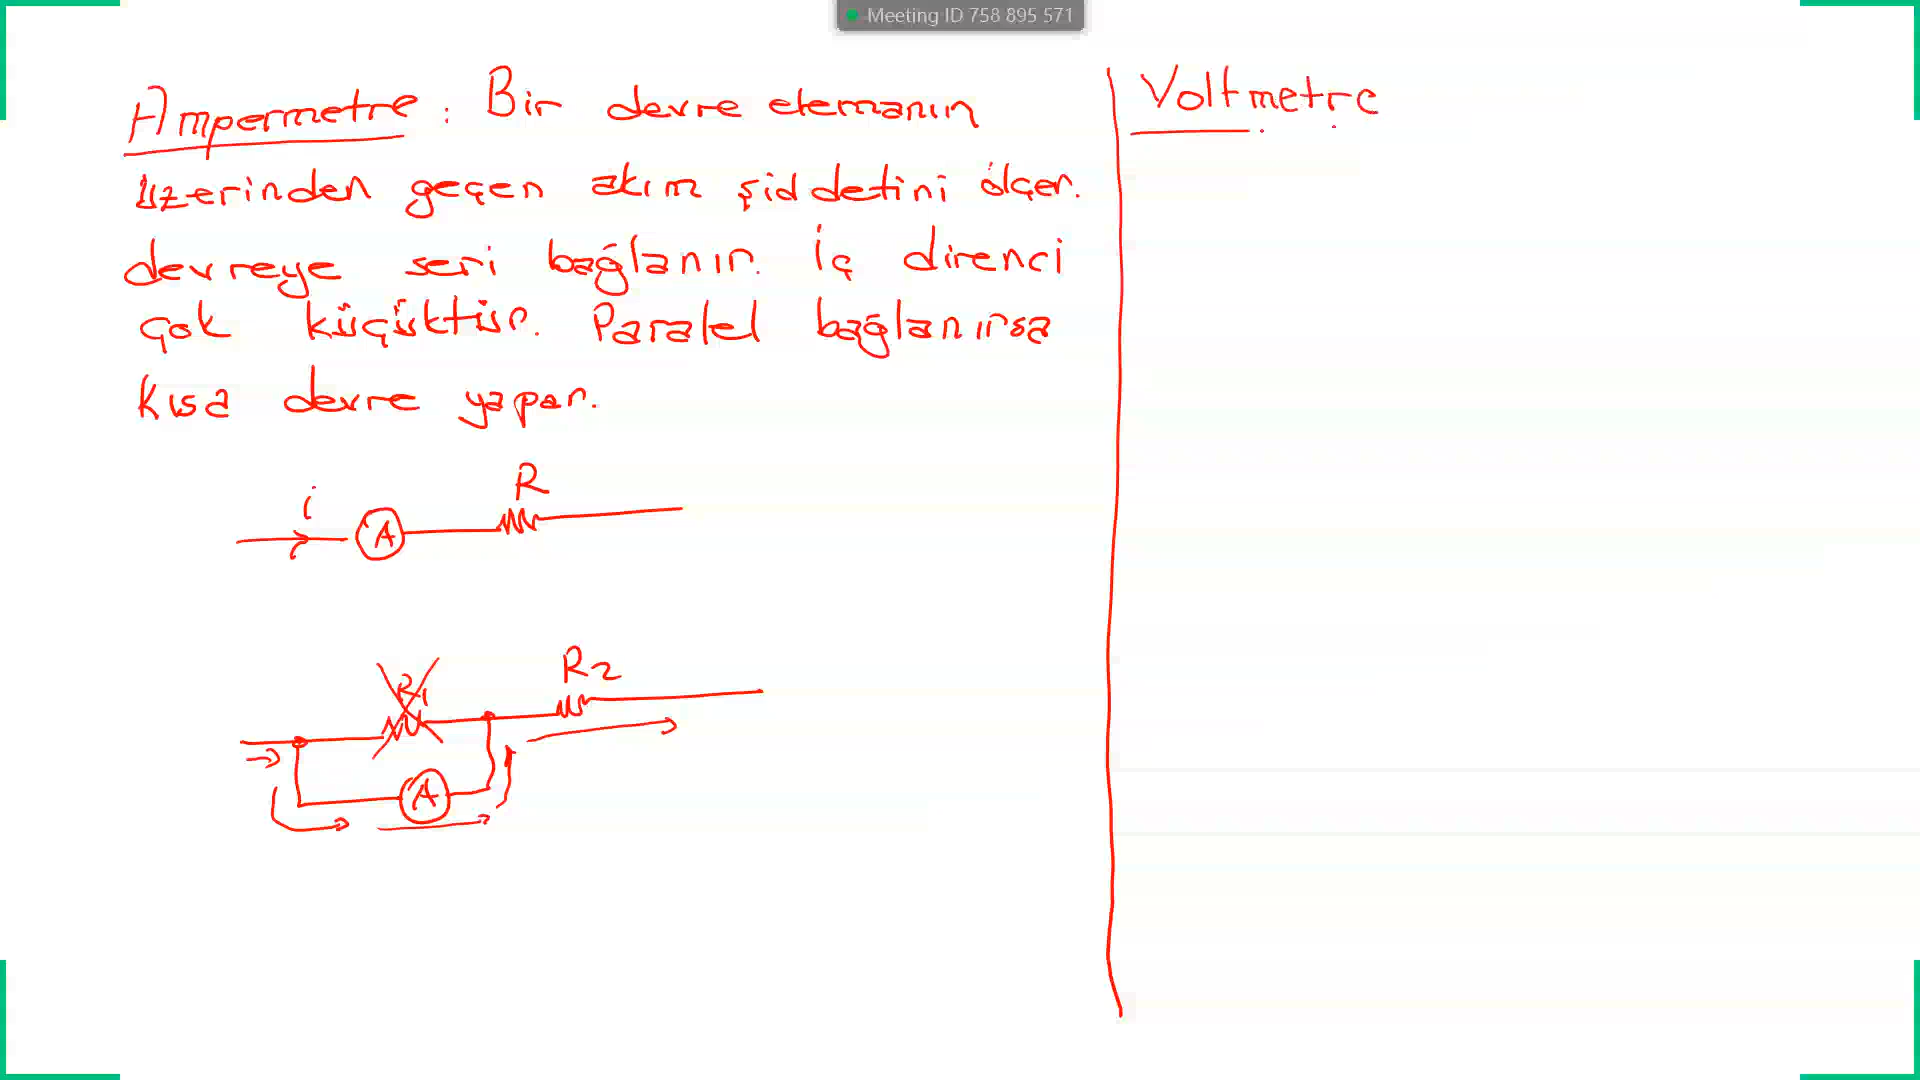 Meeting ID 758 895 571
Ampermetre : Bir devre elemanın
üzerinden geçen akım şiddetini ölçer.
devreye seri bağlanır. İç direnci
çok küçüktür. Paralel bağlanırsa
kısa devre yapar.
i
R
A
R1
R2
A
Voltmetre